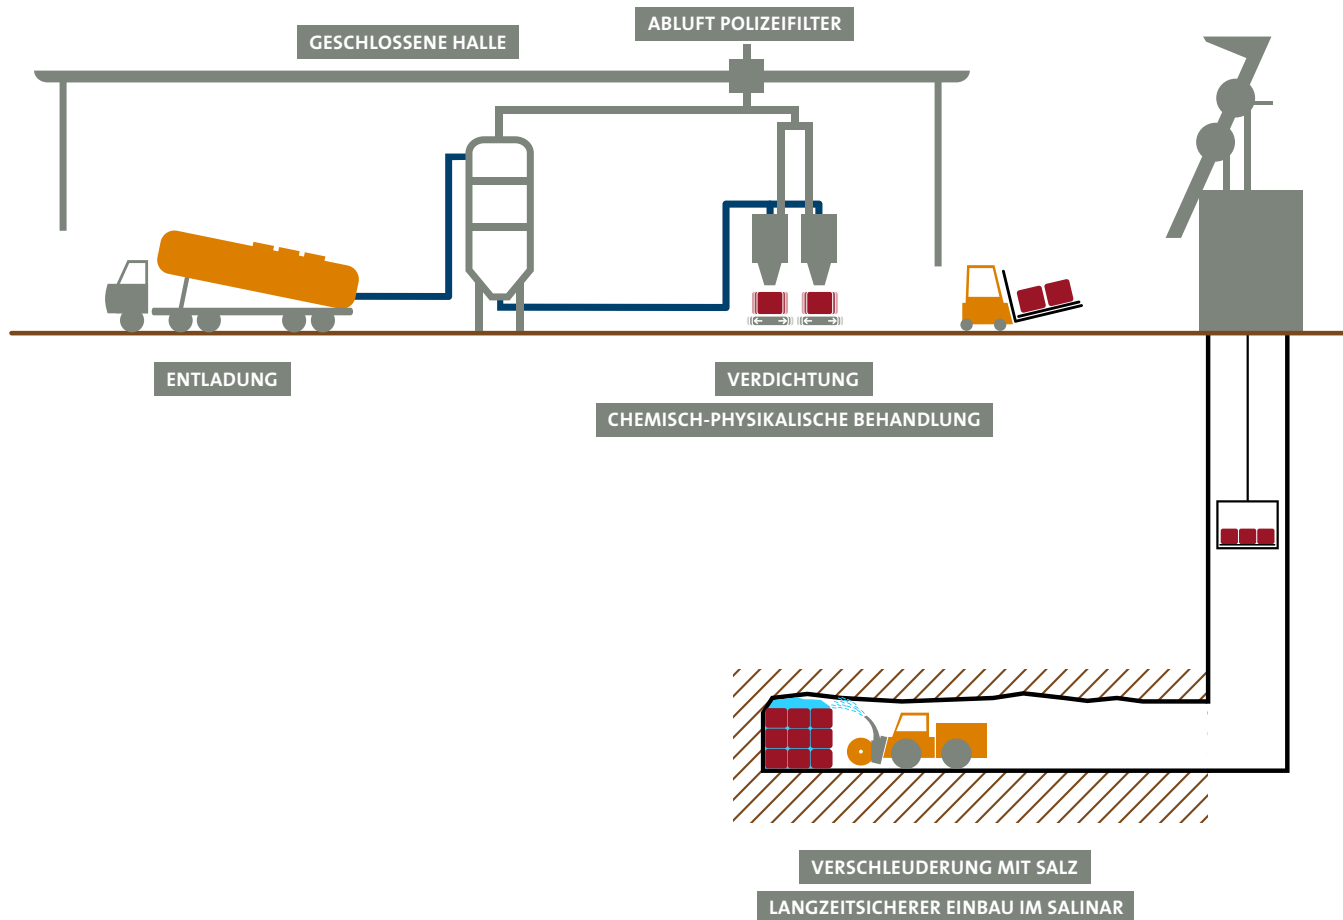 ABLUFT POLIZEIFILTER
GESCHLOSSENE HALLE
ENTLADUNG
VERDICHTUNG
CHEMISCH-PHYSIKALISCHE BEHANDLUNG
VERSCHLEUDERUNG MIT SALZ
LANGZEITSICHERER EINBAU IM SALINAR